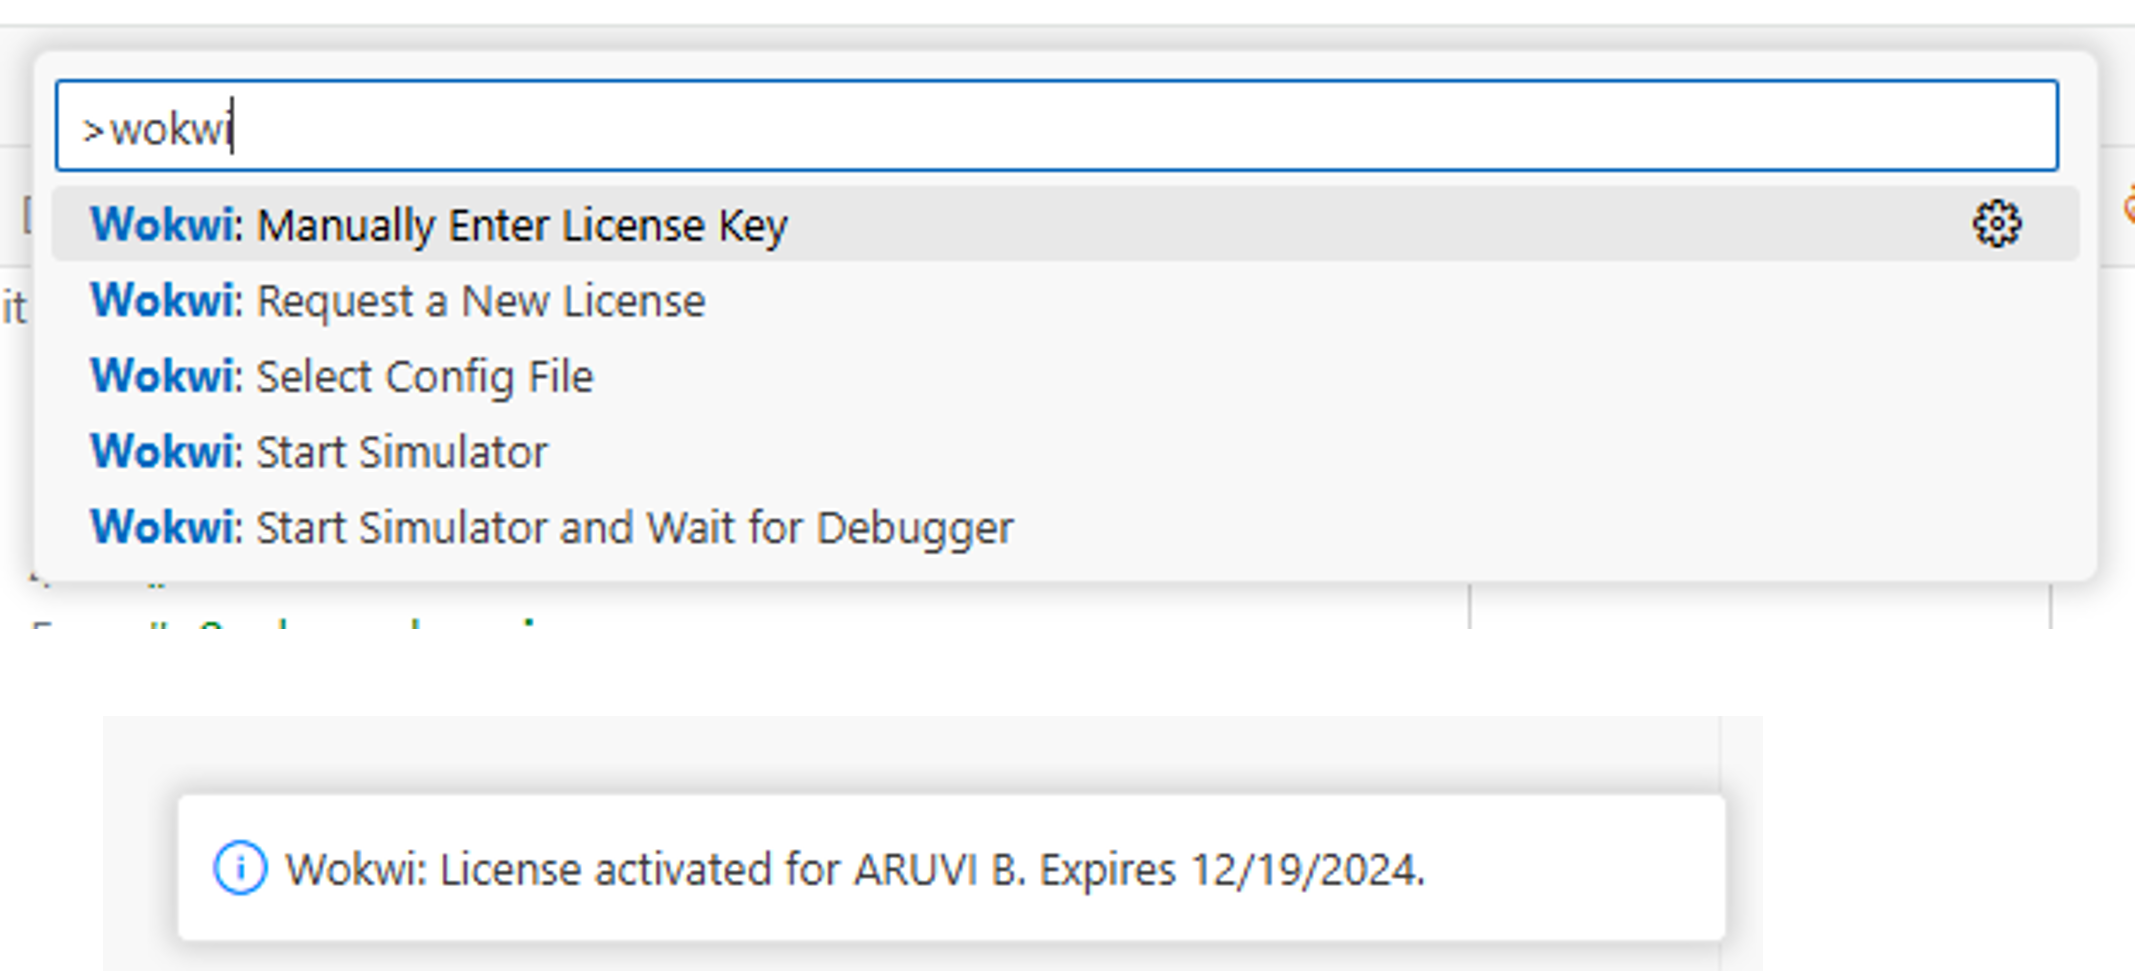 >wokwi
Wokwi: Manually Enter License Key
it
Wokwi: Request a New License
Wokwi: Select Config File
Wokwi: Start Simulator
Wokwi: Start Simulator and Wait for Debugger
Wokwi: License activated for ARUVI B. Expires 12/19/2024.